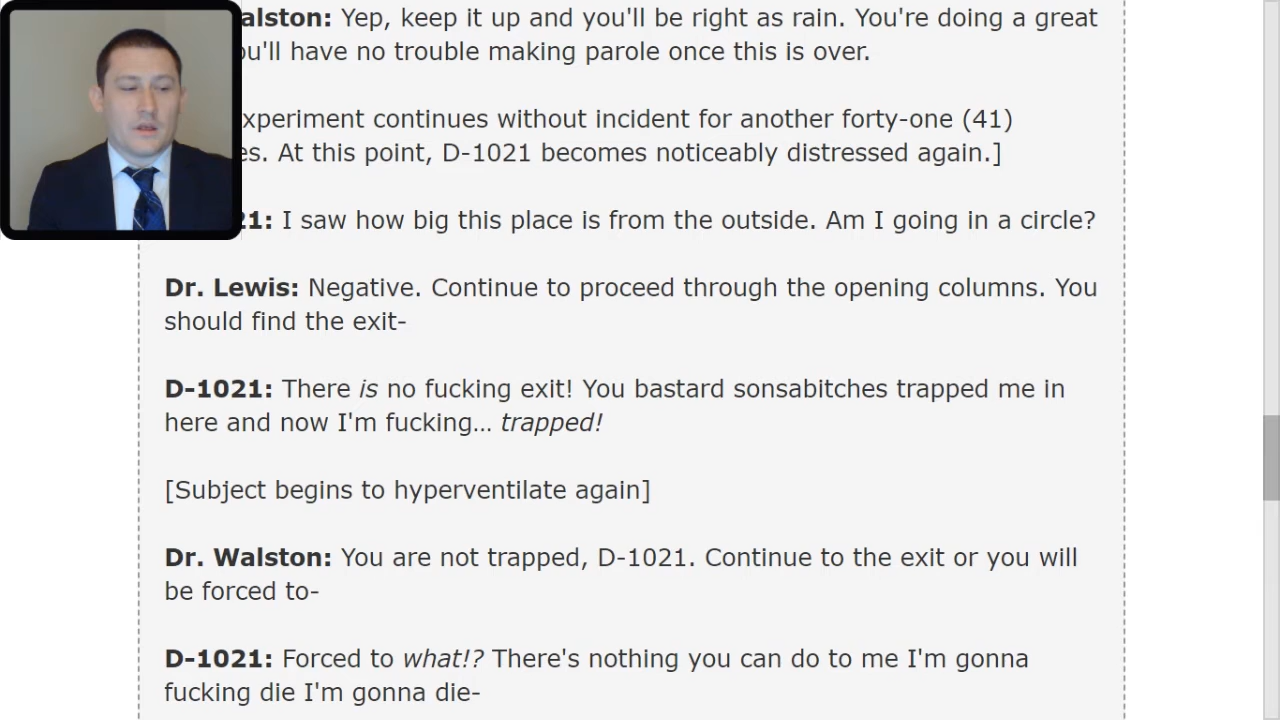 alston: Yep, keep it up and you'll be right as rain. You're doing a great
u'll have no trouble making parole once this is over.
xperiment continues without incident for another forty-one (41)
es. At this point, D-1021 becomes noticeably distressed again.]
21: I saw how big this place is from the outside. Am I going in a circle?
Dr. Lewis: Negative. Continue to proceed through the opening columns. You
should find the exit-
D-1021: There is no fucking exit! You bastard sonsabitches trapped me in
here and now I'm fucking… trapped!
[Subject begins to hyperventilate again]
Dr. Walston: You are not trapped, D-1021. Continue to the exit or you will
be forced to-
D-1021: Forced to what!? There's nothing you can do to me I'm gonna
fucking die I'm gonna die-